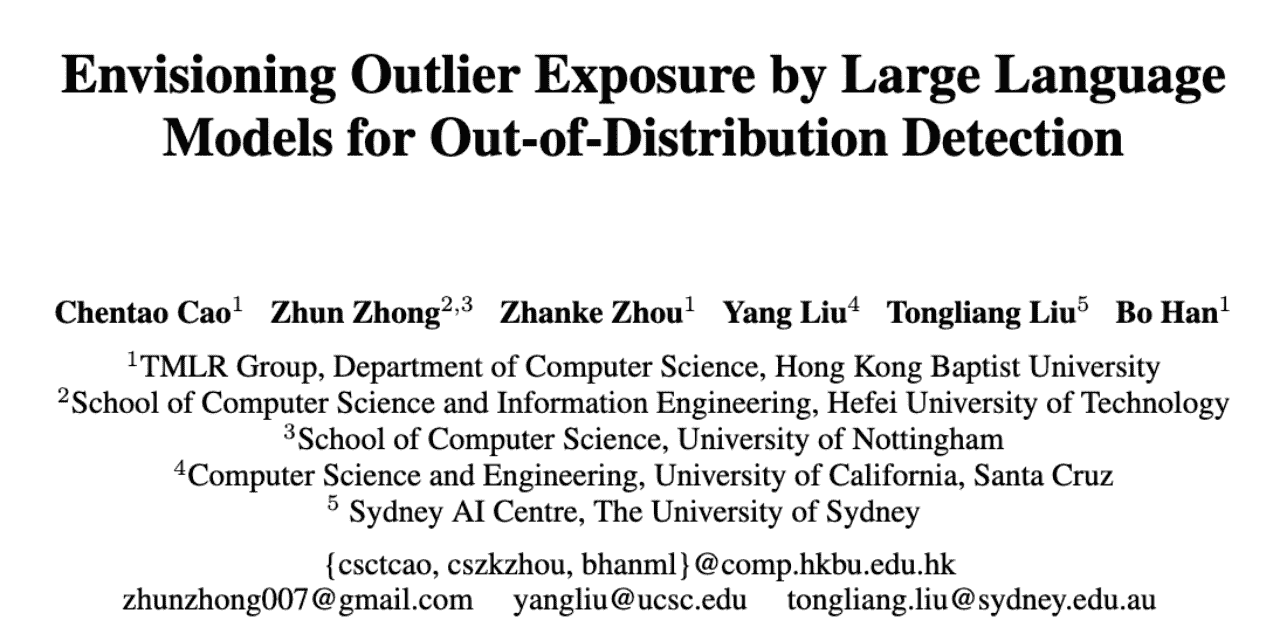 Envisioning Outlier Exposure by Large Language
Models for Out-of-Distribution Detection
Chentao Cao1 Zhun Zhong2,3 Zhanke Zhou1 Yang Liu4 Tongliang Liu5 Bo Han1
1TMLR Group, Department of Computer Science, Hong Kong Baptist University
2School of Computer Science and Information Engineering, Hefei University of Technology
3School of Computer Science, University of Nottingham
4Computer Science and Engineering, University of California, Santa Cruz
5 Sydney AI Centre, The University of Sydney
{csctcao, cszkzhou, bhanml}@comp.hkbu.edu.hk
zhunzhong007@gmail.com yangliu@ucsc.edu tongliang.liu@sydney.edu.au